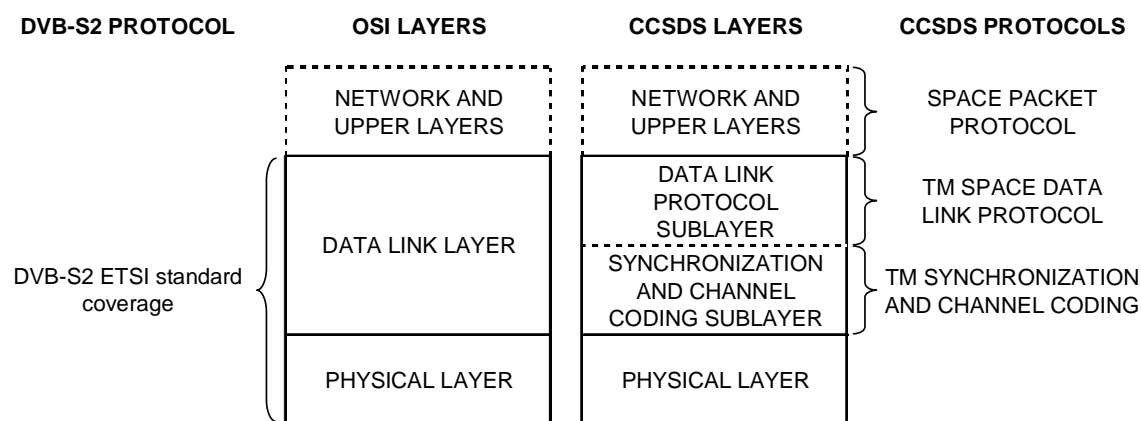 DVB-S2 PROTOCOL
OSI LAYERS
CCSDS LAYERS
CCSDS PROTOCOLS
NETWORK AND
UPPER LAYERS
NETWORK AND
UPPER LAYERS
SPACE PACKET
PROTOCOL
DATA LINK
PROTOCOL
SUBLAYER
TM SPACE DATA
LINK PROTOCOL
DATA LINK LAYER
DVB-S2 ETSI standard
coverage
SYNCHRONIZATION
AND CHANNEL
CODING SUBLAYER
TM SYNCHRONIZATION
AND CHANNEL CODING
PHYSICAL LAYER
PHYSICAL LAYER